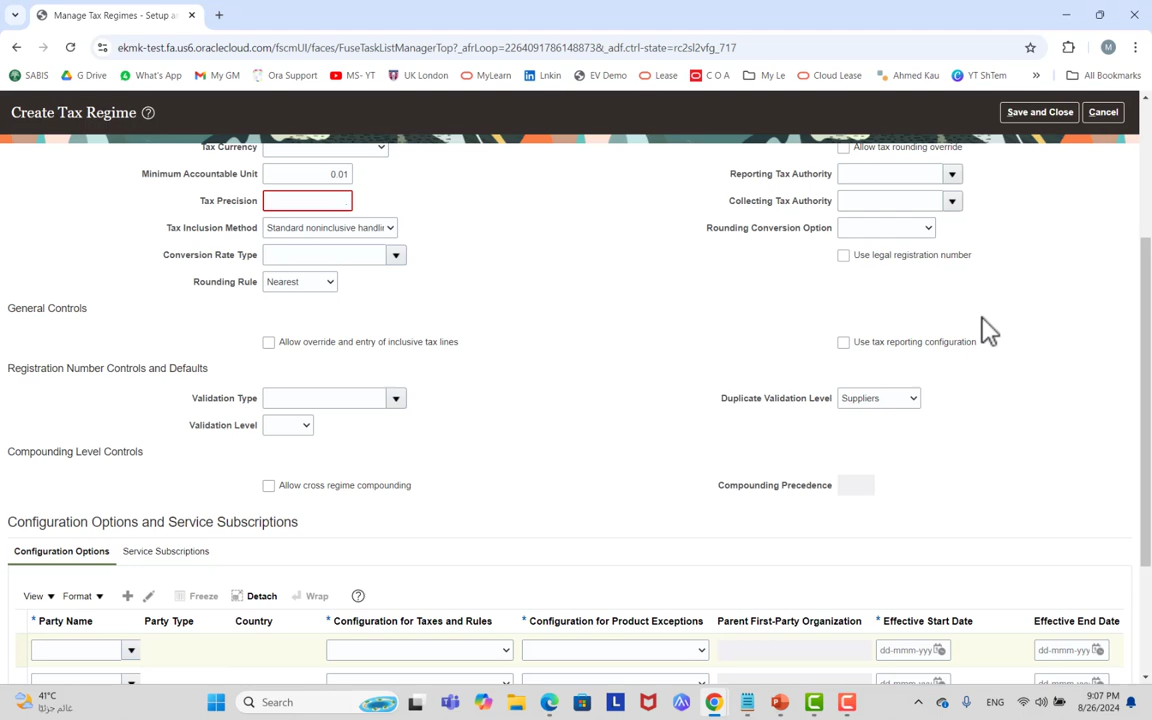 Manage Tax Regimes - Setup an
ekmk-test.fa.us6.oraclecloud.com/fscmUI/faces/FuseTaskListManagerTop?_afrLoop=2264091786148873&_adf.ctrl-state=rc2sl2vfg_717
M
SABIS G Drive What's App My GM Ora Support MS- YT UK London MyLearn Lnkin EV Demo Lease C O A My Le Cloud Lease Ahmed Kau YT ShTem » All Bookmarks
Create Tax Regime ? Save and Close Cancel
Tax Currency Allow tax rounding override
Minimum Accountable Unit 0.01 Reporting Tax Authority
Tax Precision Collecting Tax Authority
Tax Inclusion Method Standard noninclusive handlin Rounding Conversion Option
Conversion Rate Type Use legal registration number
Rounding Rule Nearest
General Controls
Allow override and entry of inclusive tax lines Use tax reporting configuration
Registration Number Controls and Defaults
Validation Type Duplicate Validation Level Suppliers
Validation Level
Compounding Level Controls
Allow cross regime compounding Compounding Precedence
Configuration Options and Service Subscriptions
Configuration Options Service Subscriptions
View Format Freeze Detach Wrap ?
* Party Name Party Type Country * Configuration for Taxes and Rules * Configuration for Product Exceptions Parent First-Party Organization * Effective Start Date Effective End Date
dd-mmm-yyy dd-mmm-yyy
41°C
عالم جزئيًا
Search
ENG
9:07 PM
8/26/2024